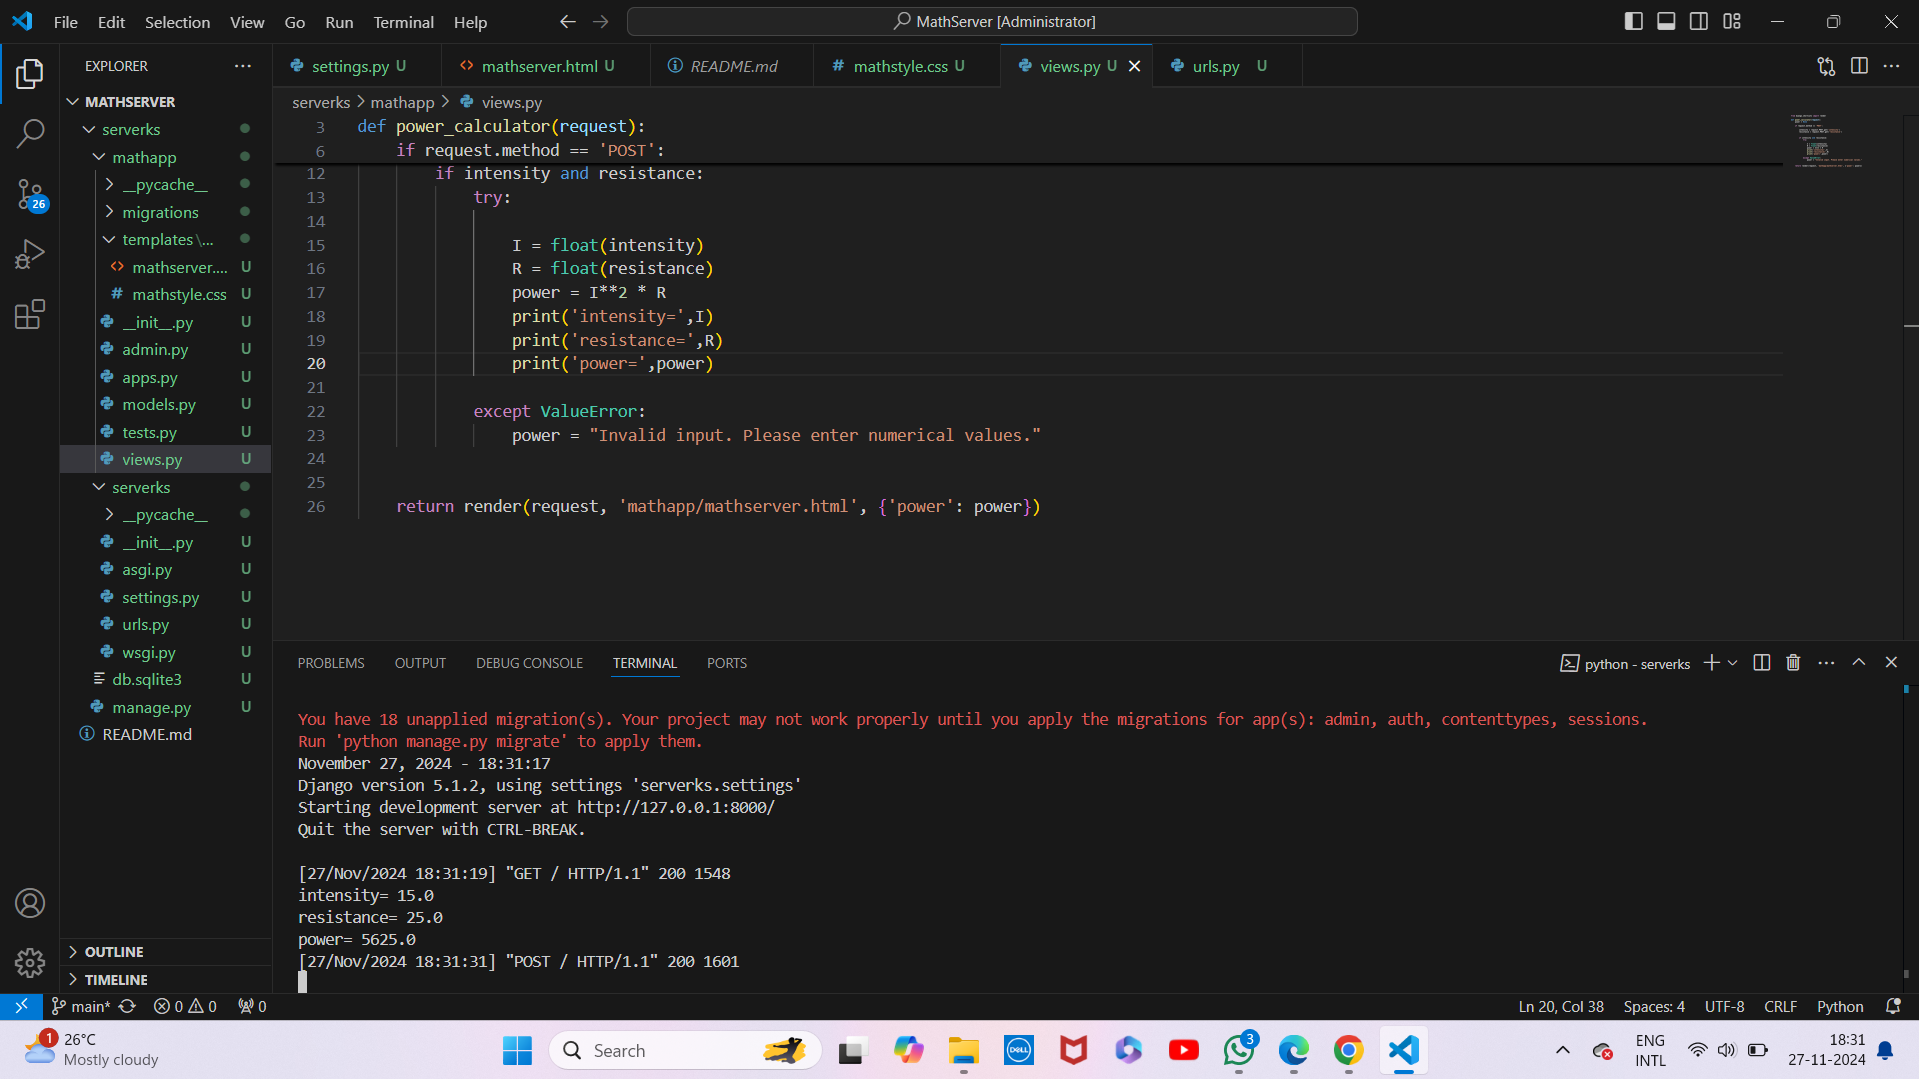 File Edit Selection View Go Run Terminal Help
MathServer [Administrator]
EXPLORER
MATHSERVER
serverks
mathapp
__pycache__
migrations
templates\...
mathserver.... U
mathstyle.css U
__init__.py U
admin.py U
apps.py U
models.py U
tests.py U
views.py U
serverks
__pycache__
__init__.py U
asgi.py U
settings.py U
urls.py U
wsgi.py U
db.sqlite3 U
manage.py U
README.md
OUTLINE
TIMELINE
26
settings.py U mathserver.html U README.md mathstyle.css U views.py U urls.py U
serverks > mathapp > views.py
3 def power_calculator(request):
6 if request.method == 'POST':
12 if intensity and resistance:
13 try:
14
15 I = float(intensity)
16 R = float(resistance)
17 power = I**2 * R
18 print('intensity=',I)
19 print('resistance=',R)
20 print('power=',power)
21
22 except ValueError:
23 power = "Invalid input. Please enter numerical values."
24
25
26 return render(request, 'mathapp/mathserver.html', {'power': power})
PROBLEMS OUTPUT DEBUG CONSOLE TERMINAL PORTS
python - serverks
You have 18 unapplied migration(s). Your project may not work properly until you apply the migrations for app(s): admin, auth, contenttypes, sessions.
Run 'python manage.py migrate' to apply them.
November 27, 2024 - 18:31:17
Django version 5.1.2, using settings 'serverks.settings'
Starting development server at http://127.0.0.1:8000/
Quit the server with CTRL-BREAK.
[27/Nov/2024 18:31:19] "GET / HTTP/1.1" 200 1548
intensity= 15.0
resistance= 25.0
power= 5625.0
[27/Nov/2024 18:31:31] "POST / HTTP/1.1" 200 1601
main* 0 0 0
Ln 20, Col 38 Spaces: 4 UTF-8 CRLF Python
1
26°C
Mostly cloudy
Search
DELL
3
ENG
INTL
18:31
27-11-2024